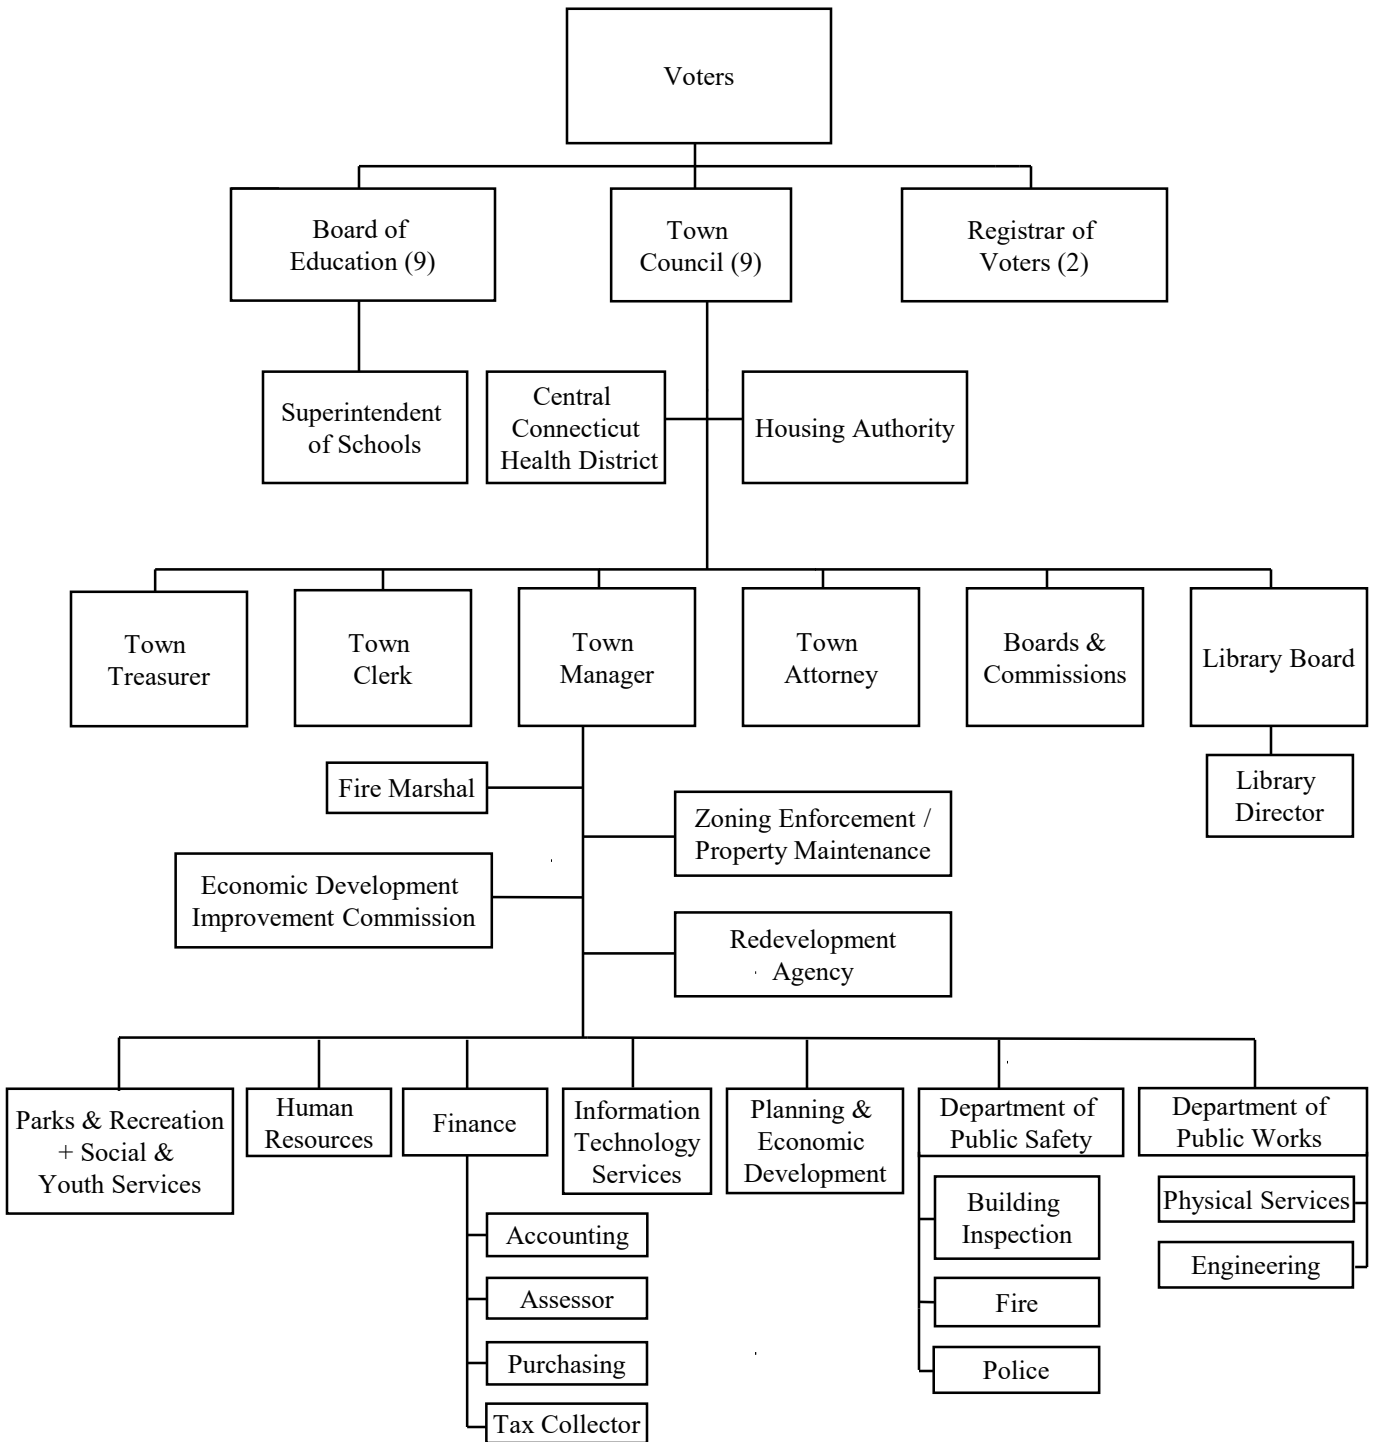 Voters
Board of
Education (9)
Town
Council (9)
Registrar of
Voters (2)
Superintendent
of Schools
Central
Connecticut
Health District
Housing Authority
Town
Treasurer
Town
Clerk
Town
Manager
Town
Attorney
Boards &
Commissions
Library Board
Fire Marshal
Library
Director
Zoning Enforcement /
Property Maintenance
Economic Development
Improvement Commission
Redevelopment
Agency
Parks & Recreation
+ Social &
Youth Services
Human
Resources
Finance
Information
Technology
Services
Planning &
Economic
Development
Department of
Public Safety
Department of
Public Works
Accounting
Assessor
Purchasing
Tax Collector
Building
Inspection
Fire
Police
Physical Services
Engineering